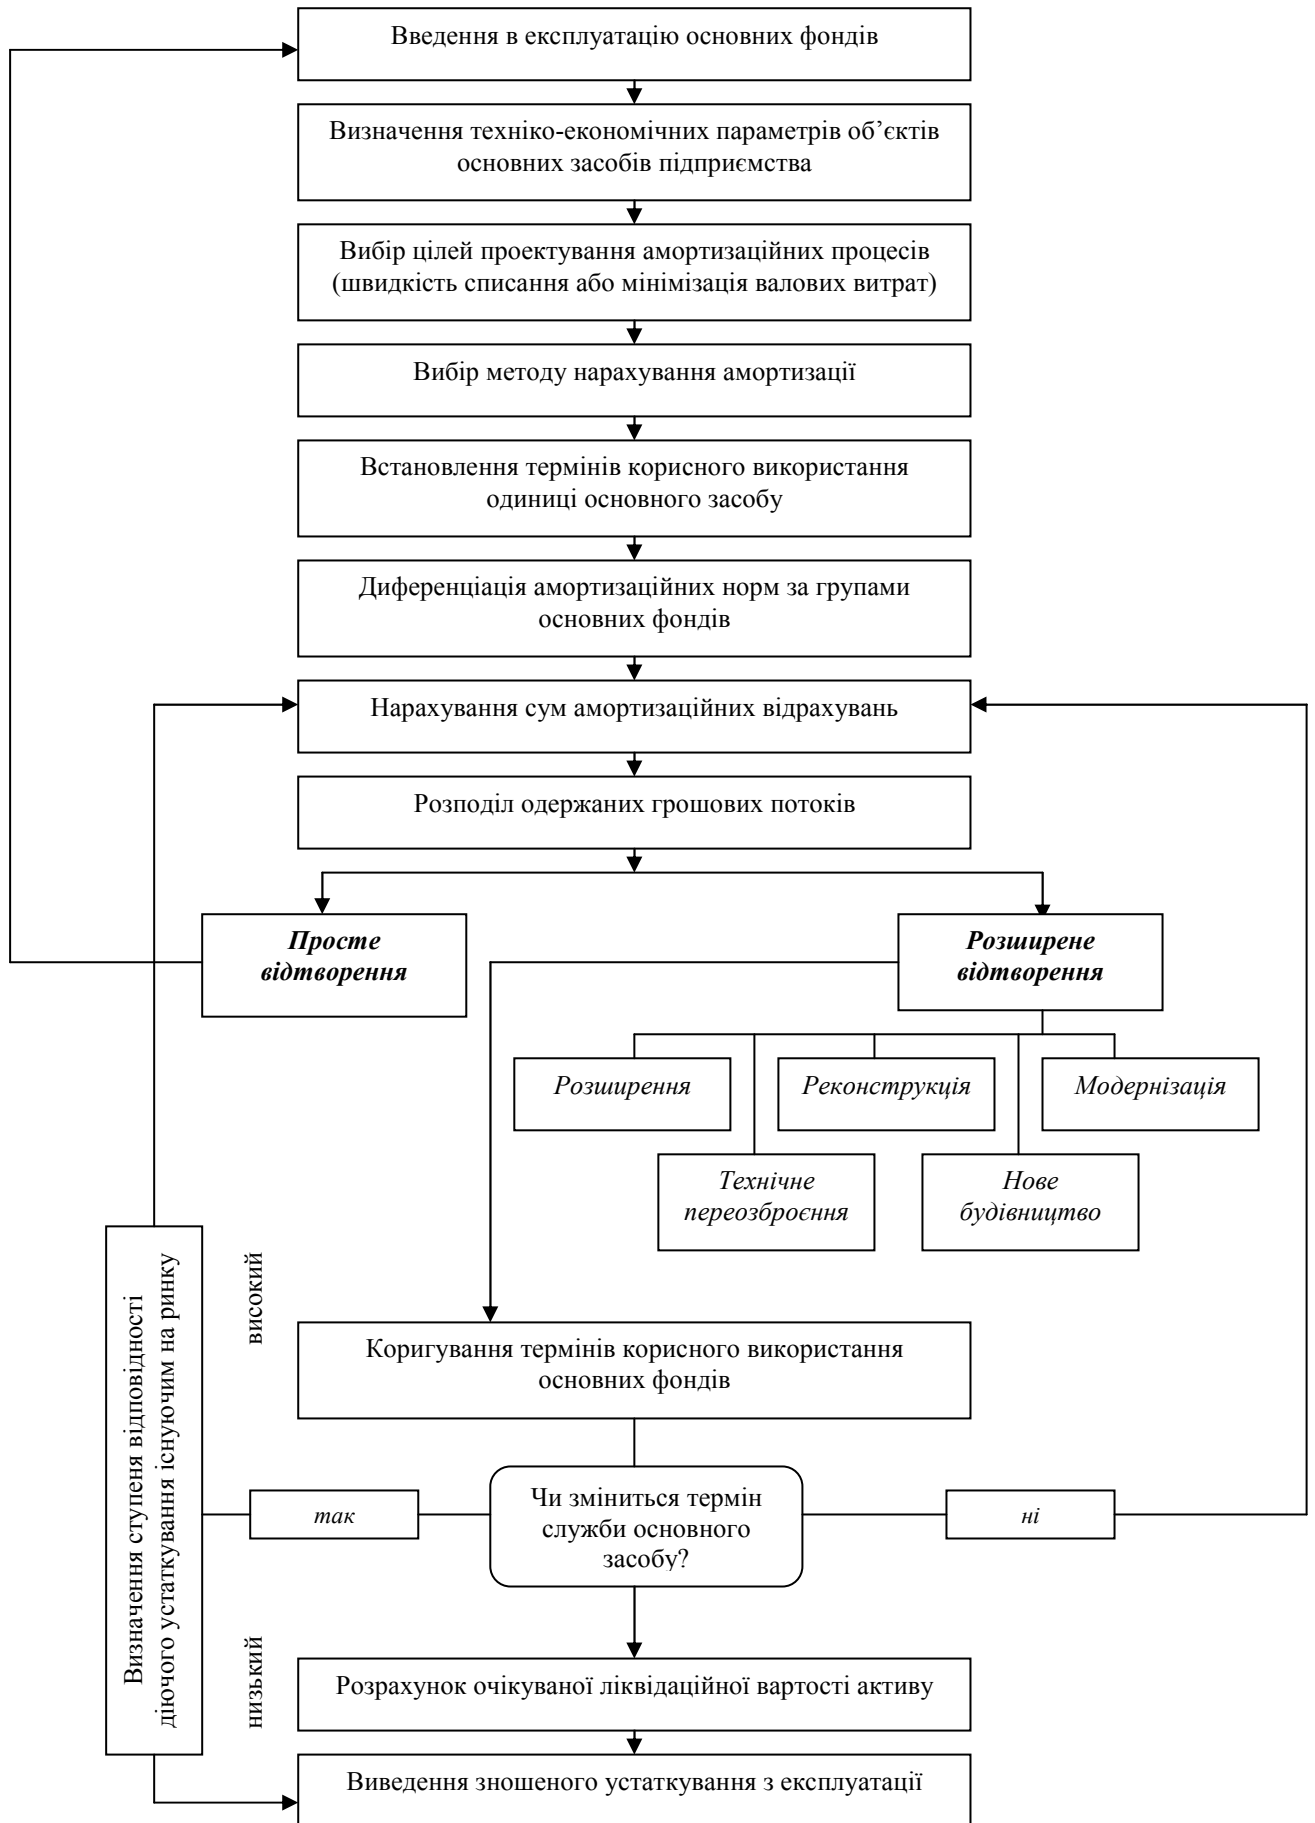 Введення в експлуатацію основних фондів
Визначення техніко-економічних параметрів об’єктів
основних засобів підприємства
Вибір цілей проектування амортизаційних процесів
(швидкість списання або мінімізація валових витрат)
Вибір методу нарахування амортизації
Встановлення термінів корисного використання
одиниці основного засобу
Диференціація амортизаційних норм за групами
основних фондів
Нарахування сум амортизаційних відрахувань
Розподіл одержаних грошових потоків
Просте
відтворення
Розширене
відтворення
Розширення
Реконструкція
Модернізація
Технічне
переозброєння
Нове
будівництво
Визначення ступеня відповідності
діючого устаткування існуючим на ринку
високий
Коригування термінів корисного використання
основних фондів
так
Чи зміниться термін
служби основного
засобу?
ні
низький
Розрахунок очікуваної ліквідаційної вартості активу
Виведення зношеного устаткування з експлуатації